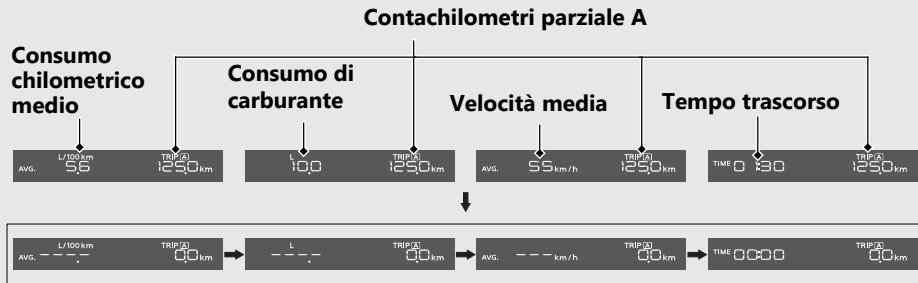 Contachilometri parziale A
Consumo
chilometrico
medio
Consumo di
carburante
Velocità media
Tempo trascorso
AVG. 5.6 L/100 km TRIP A 125.0 km
10.0 L TRIP A 125.0 km
AVG. 55 km/h TRIP A 125.0 km
TIME 01:30 TRIP A 125.0 km
AVG. ---.- L/100 km TRIP A 0.0 km
---.- L TRIP A 0.0 km
AVG. --- km/h TRIP A 0.0 km
TIME 00:00 TRIP A 0.0 km